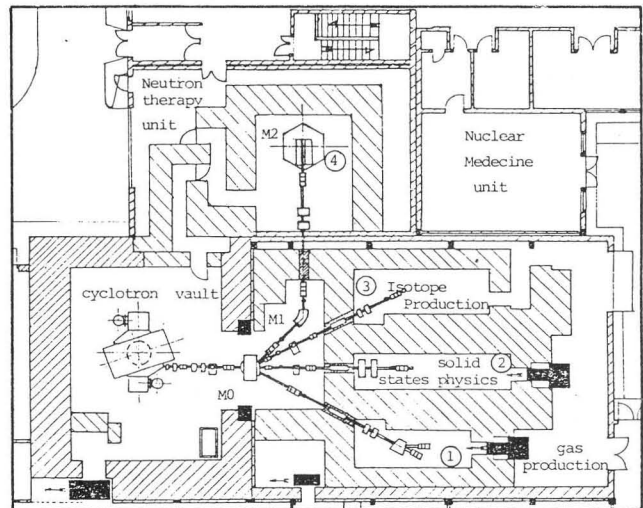 Neutron
therapy
unit
M2
④
Nuclear
Medecine
unit
cyclotron vault
③
Isotope
Production
M1
②
solid
states physics
M0
①
gas
production